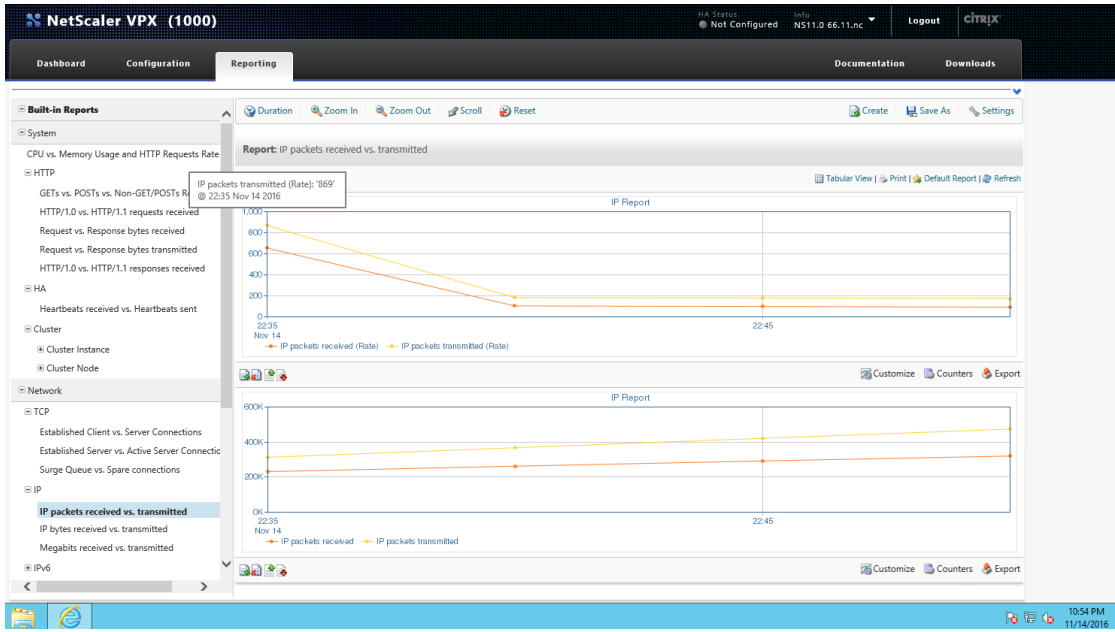 NetScaler VPX (1000)
HA Status
Not Configured
Info
NS11.0 66.11.nc
Logout
CİTRIX
Dashboard
Configuration
Reporting
Documentation
Downloads
Built-in Reports
System
CPU vs. Memory Usage and HTTP Requests Rate
HTTP
GETs vs. POSTs vs. Non-GET/POSTs R
HTTP/1.0 vs. HTTP/1.1 requests received
Request vs. Response bytes received
Request vs. Response bytes transmitted
HTTP/1.0 vs. HTTP/1.1 responses received
HA
Heartbeats received vs. Heartbeats sent
Cluster
Cluster Instance
Cluster Node
Network
TCP
Established Client vs. Server Connections
Established Server vs. Active Server Connectic
Surge Queue vs. Spare connections
IP
IP packets received vs. transmitted
IP bytes received vs. transmitted
Megabits received vs. transmitted
IPv6
Duration
Zoom In
Zoom Out
Scroll
Reset
Create
Save As
Settings
Report: IP packets received vs. transmitted
IP packets transmitted (Rate): '869'
@ 22:35 Nov 14 2016
Tabular View | Print | Default Report | Refresh
IP Report
1,000
800
600
400
200
0
22:35
Nov 14
22:45
IP packets received (Rate) IP packets transmitted (Rate)
Customize
Counters
Export
IP Report
600K
400K
200K
0K
22:35
Nov 14
22:45
IP packets received IP packets transmitted
Customize
Counters
Export
10:54 PM
11/14/2016